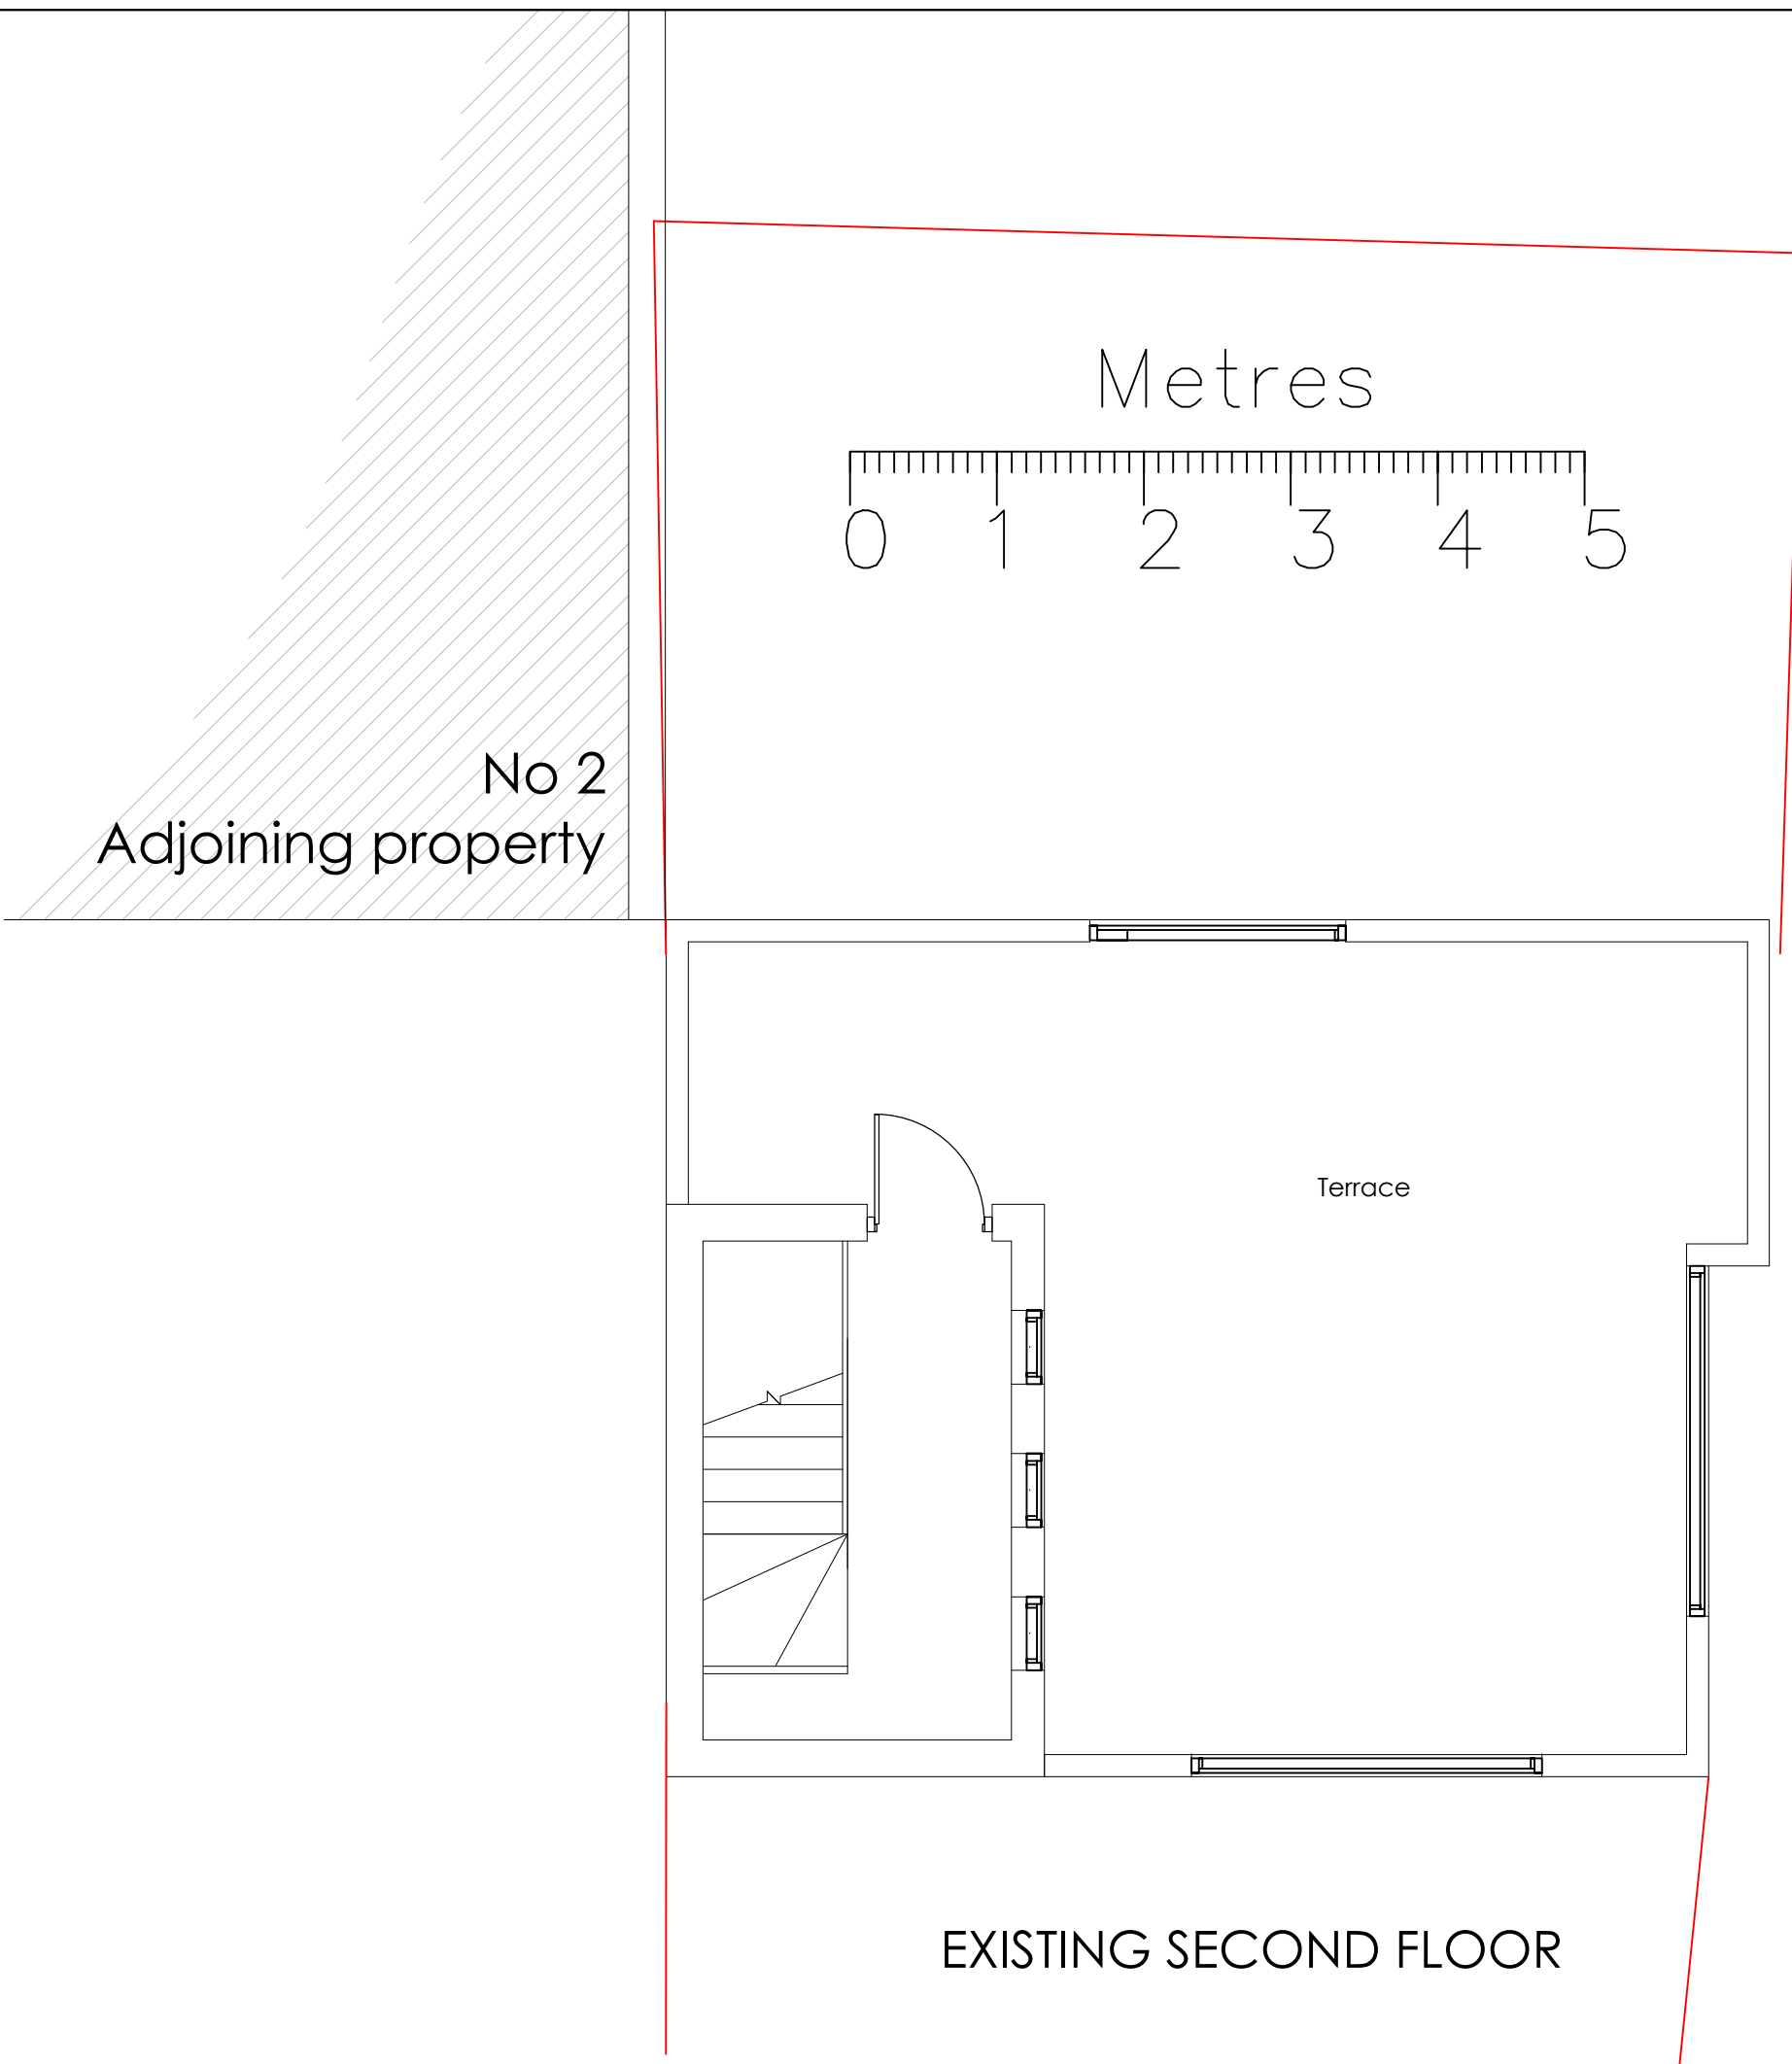 Metres
0 1 2 3 4 5
No 2
Adjoining property
Terrace
EXISTING SECOND FLOOR